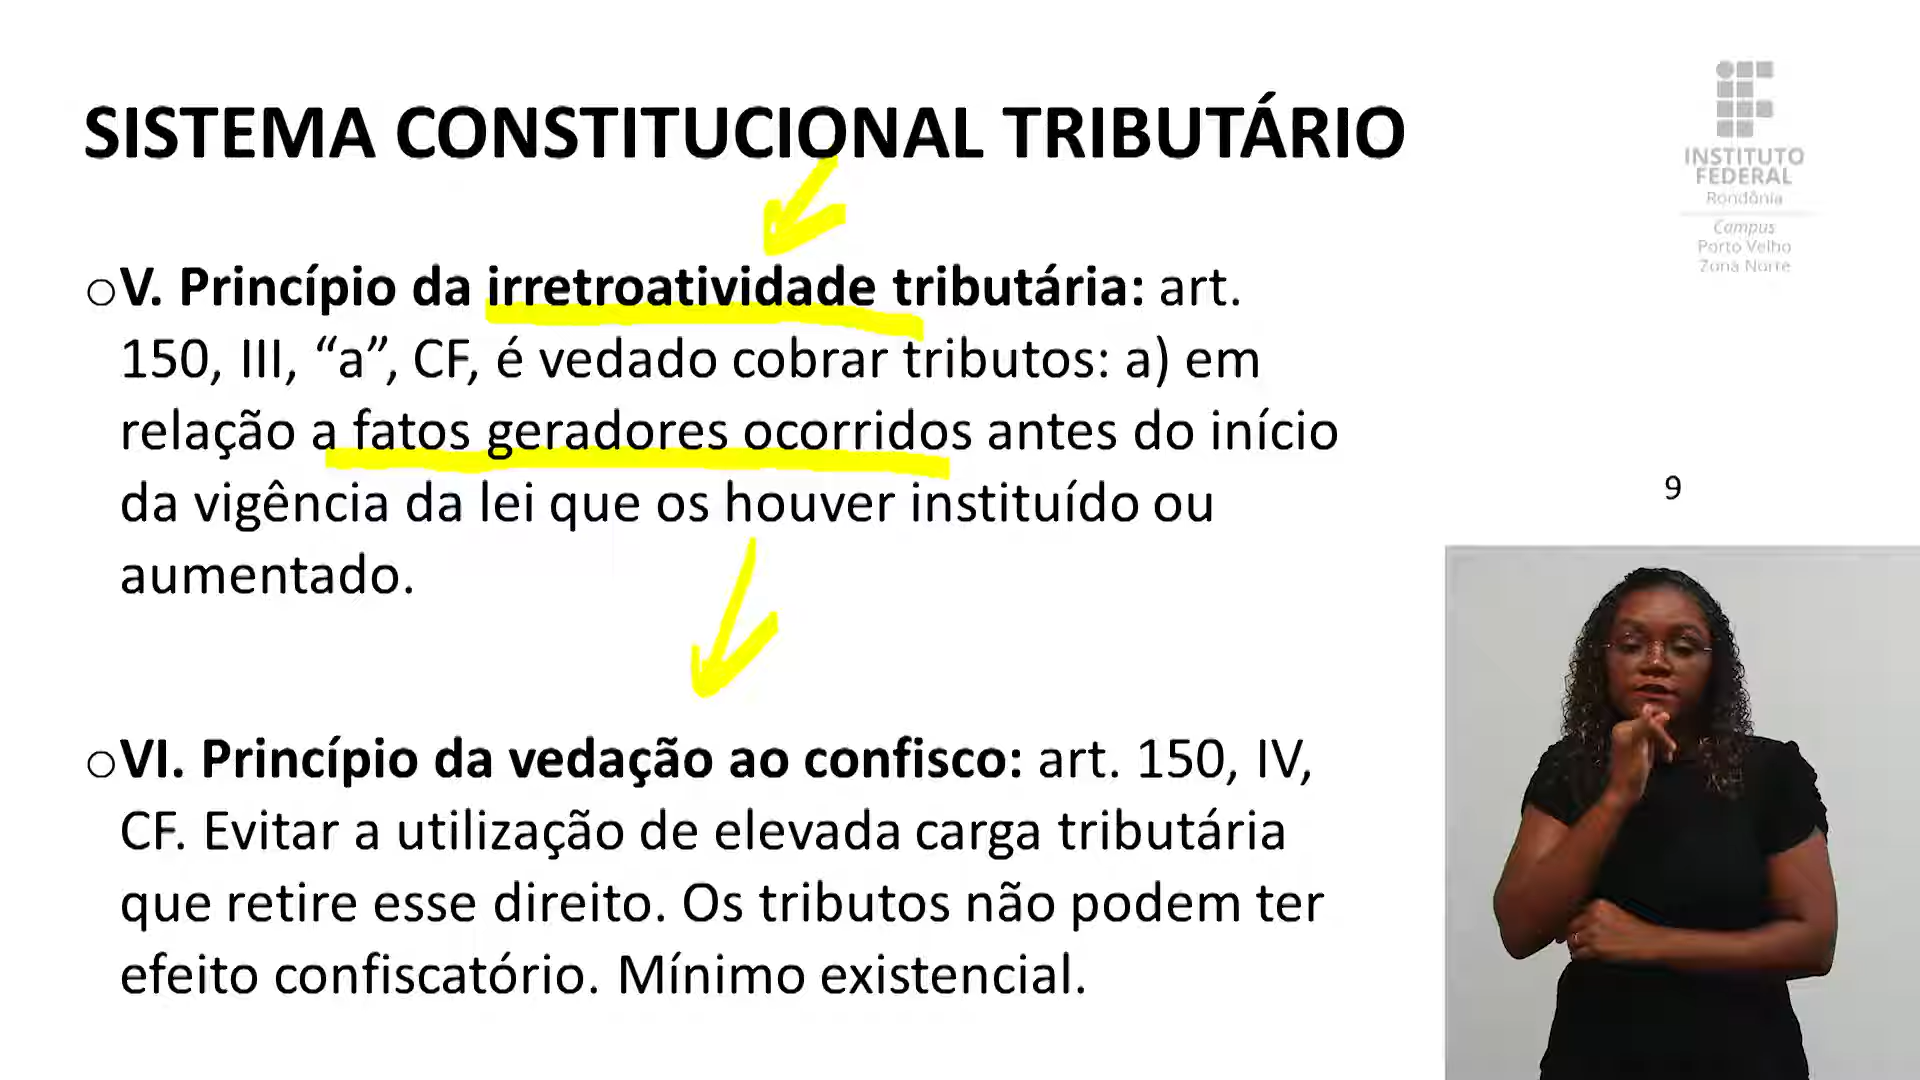 SISTEMA CONSTITUCIONAL TRIBUTÁRIO
INSTITUTO
FEDERAL
Rondônia
Campus
Porto Velho
Zona Norte
oV. Princípio da irretroatividade tributária: art.
150, III, “a”, CF, é vedado cobrar tributos: a) em
relação a fatos geradores ocorridos antes do início
da vigência da lei que os houver instituído ou
aumentado.
9
oVI. Princípio da vedação ao confisco: art. 150, IV,
CF. Evitar a utilização de elevada carga tributária
que retire esse direito. Os tributos não podem ter
efeito confiscatório. Mínimo existencial.